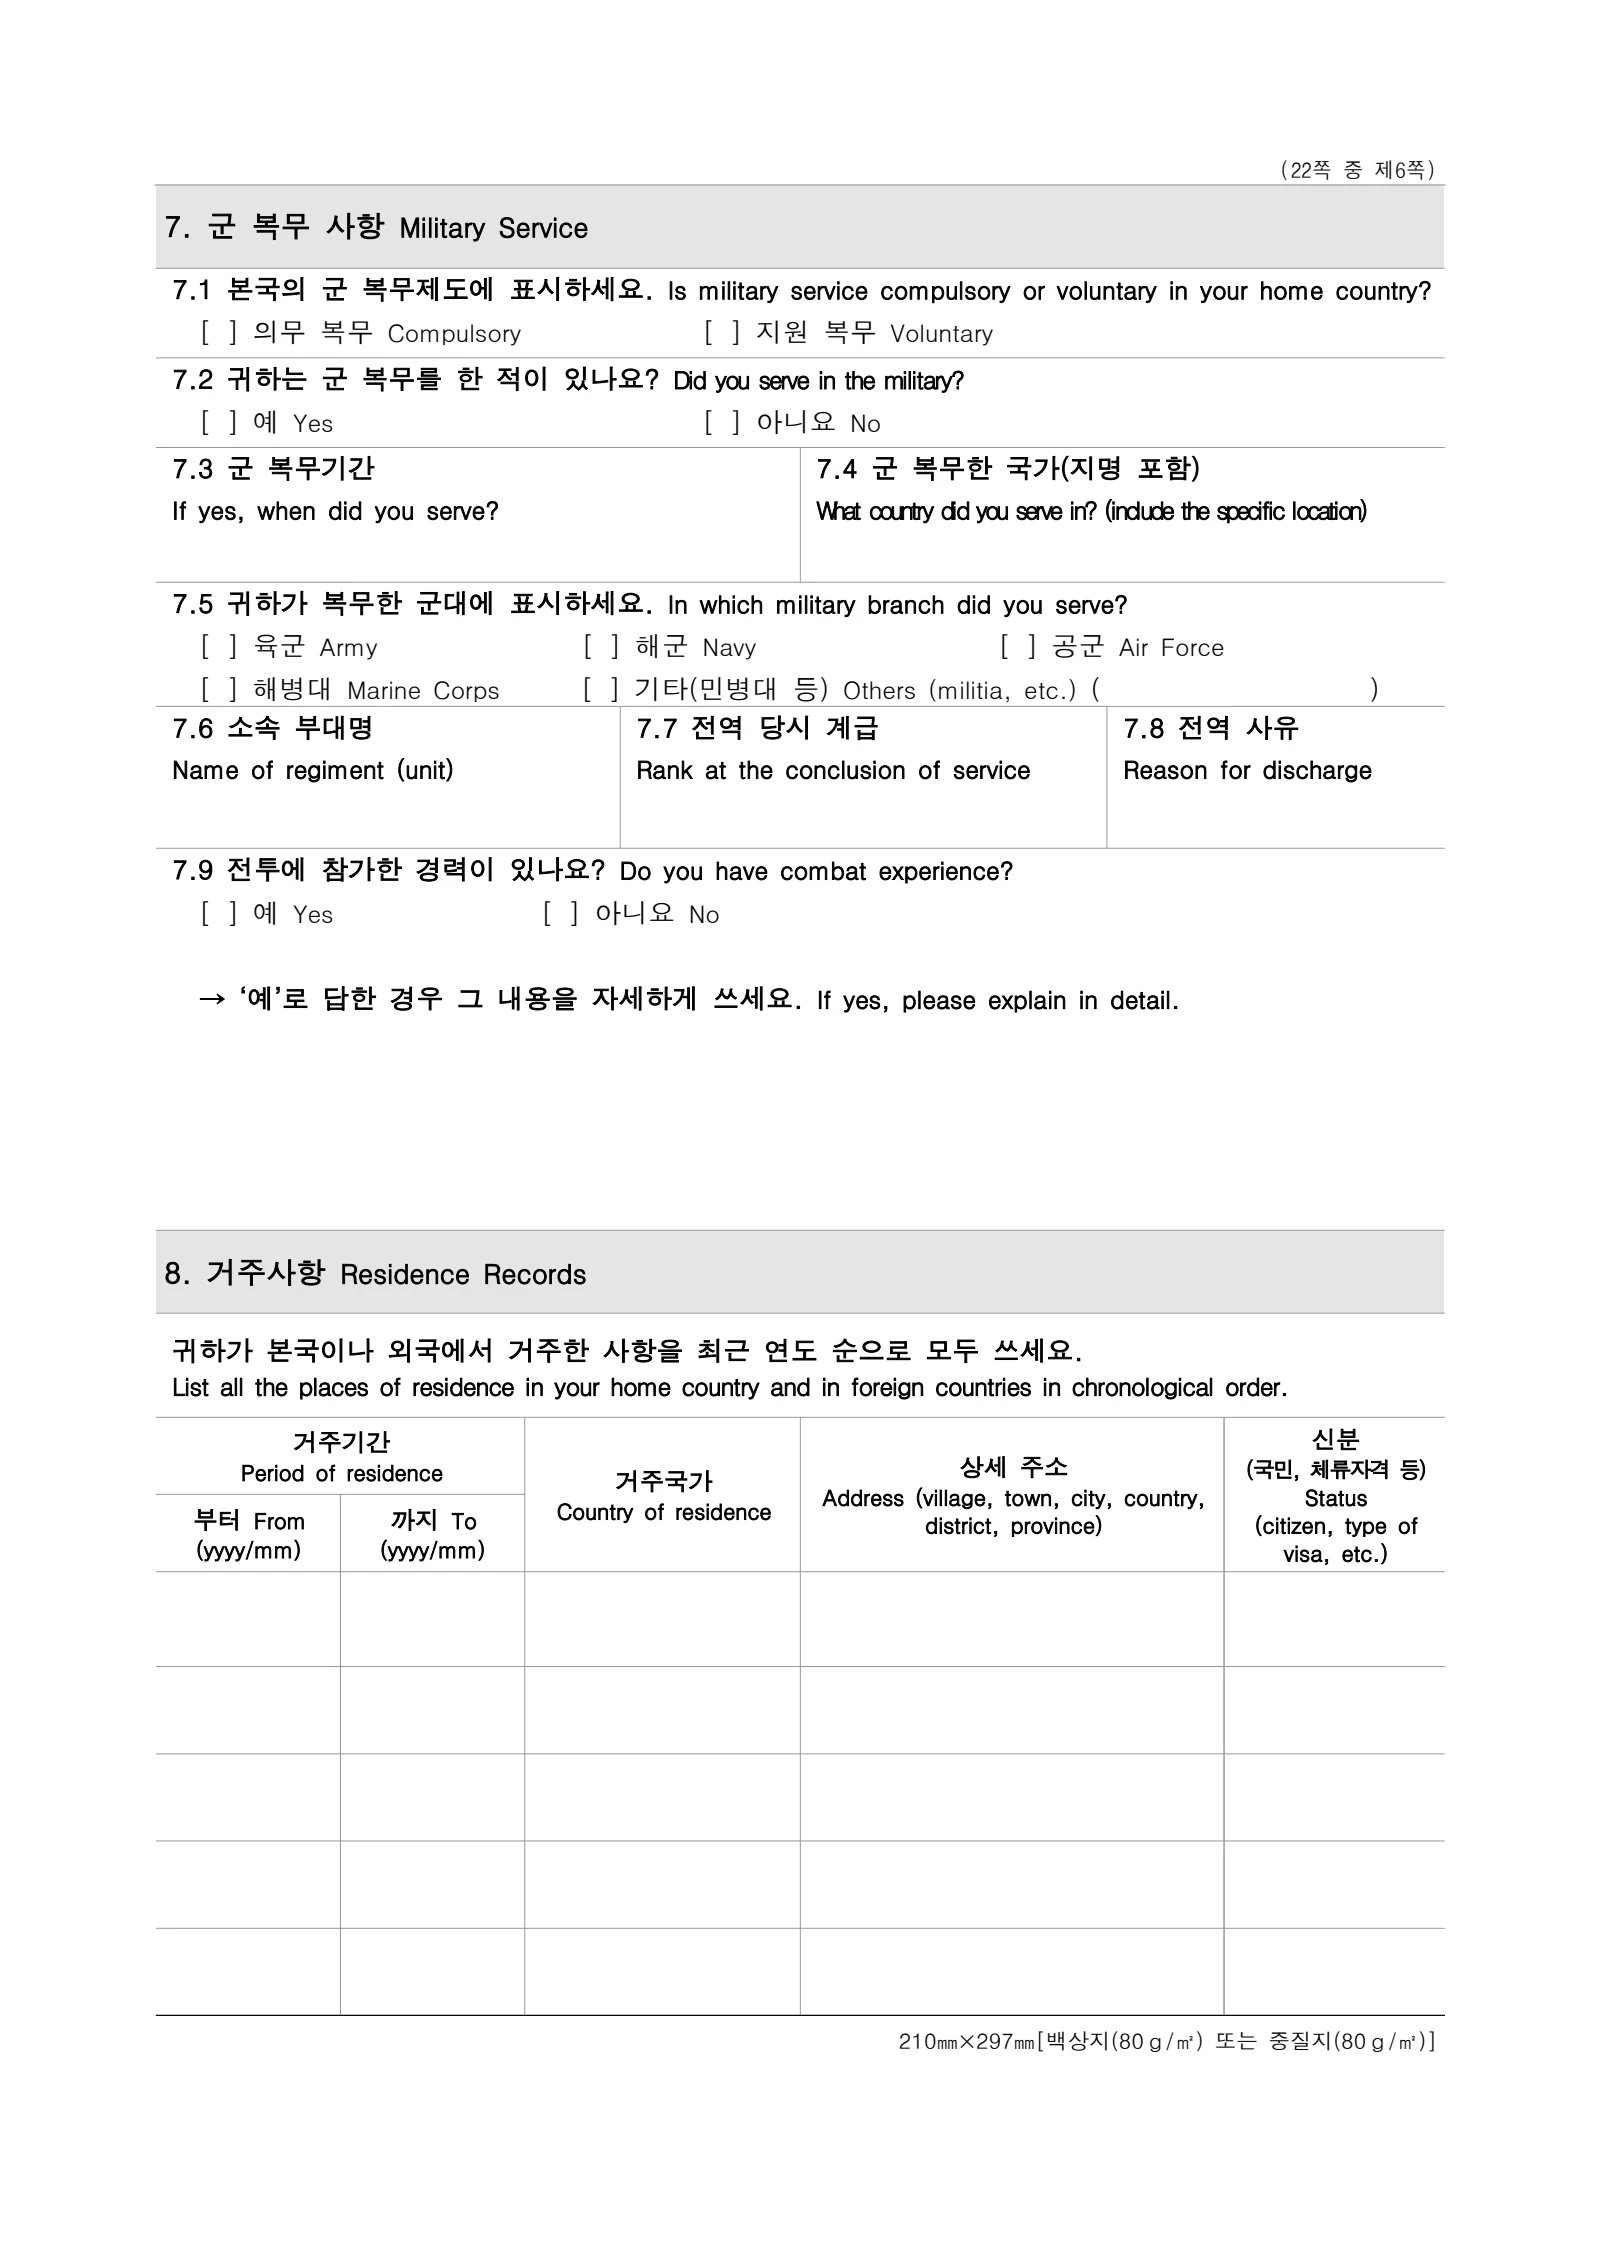 (22쪽 중 제6쪽)
7. 군 복무 사항 Military Service
7.1 본국의 군 복무제도에 표시하세요. Is military service compulsory or voluntary in your home country?
[ ] 의무 복무 Compulsory [ ] 지원 복무 Voluntary
7.2 귀하는 군 복무를 한 적이 있나요? Did you serve in the military?
[ ] 예 Yes [ ] 아니요 No
7.3 군 복무기간
If yes, when did you serve?
7.4 군 복무한 국가(지명 포함)
What country did you serve in? (include the specific location)
7.5 귀하가 복무한 군대에 표시하세요. In which military branch did you serve?
[ ] 육군 Army [ ] 해군 Navy [ ] 공군 Air Force
[ ] 해병대 Marine Corps [ ] 기타(민병대 등) Others (militia, etc.) ( )
7.6 소속 부대명
Name of regiment (unit)
7.7 전역 당시 계급
Rank at the conclusion of service
7.8 전역 사유
Reason for discharge
7.9 전투에 참가한 경력이 있나요? Do you have combat experience?
[ ] 예 Yes [ ] 아니요 No
→ ‘예’로 답한 경우 그 내용을 자세하게 쓰세요. If yes, please explain in detail.
8. 거주사항 Residence Records
귀하가 본국이나 외국에서 거주한 사항을 최근 연도 순으로 모두 쓰세요.
List all the places of residence in your home country and in foreign countries in chronological order.
거주기간
Period of residence
부터 From
(yyyy/mm)
까지 To
(yyyy/mm)
거주국가
Country of residence
상세 주소
Address (village, town, city, country,
district, province)
신분
(국민, 체류자격 등)
Status
(citizen, type of
visa, etc.)
210㎜×297㎜[백상지(80ｇ/㎡) 또는 중질지(80ｇ/㎡)]